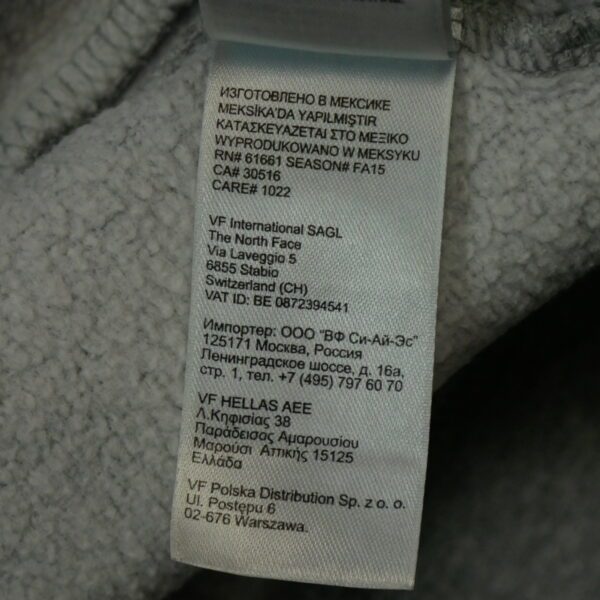 ИЗГОТОВЛЕНО В МЕКСИКЕ
MEKSİKA'DA YAPILMIŞTIR
ΚΑΤΑΣΚΕΥΑΖΕΤΑΙ ΣΤΟ ΜΕΞΙΚΟ
WYPRODUKOWANO W MEKSYKU
RN# 61661 SEASON# FA15
CA# 30516
CARE# 1022
VF International SAGL
The North Face
Via Laveggio 5
6855 Stabio
Switzerland (CH)
VAT ID: BE 0872394541
Импортер: ООО "ВФ Си-Ай-Эс"
125171 Москва, Россия
Ленинградское шоссе, д. 16а,
стр. 1, тел. +7 (495) 797 60 70
VF HELLAS AEE
Λ.Κηφισίας 38
Παράδεισος Αμαρουσίου
Μαρούσι Αττικής 15125
Ελλάδα
VF Polska Distribution Sp. z o. o.
Ul. Postępu 6
02-676 Warszawa.